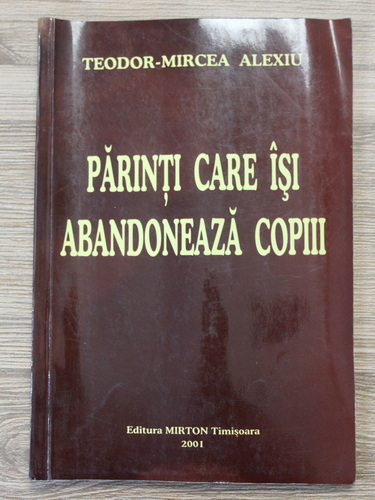 TEODOR-MIRCEA ALEXIU
PĂRINȚI CARE ÎȘI
ABANDONEAZĂ COPIII
Editura MIRTON Timișoara
2001